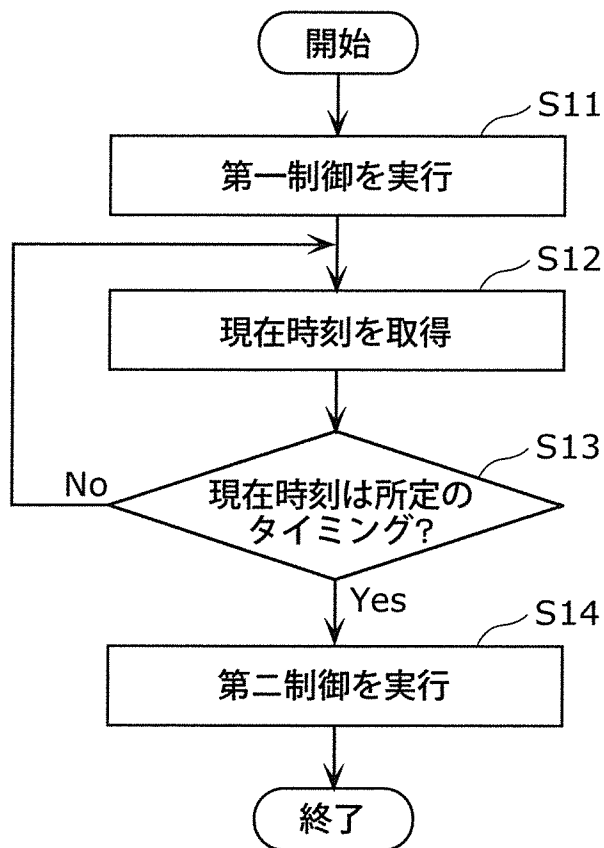 開始
S11
第一制御を実行
S12
現在時刻を取得
S13
No
現在時刻は所定の
タイミング?
Yes
S14
第二制御を実行
終了